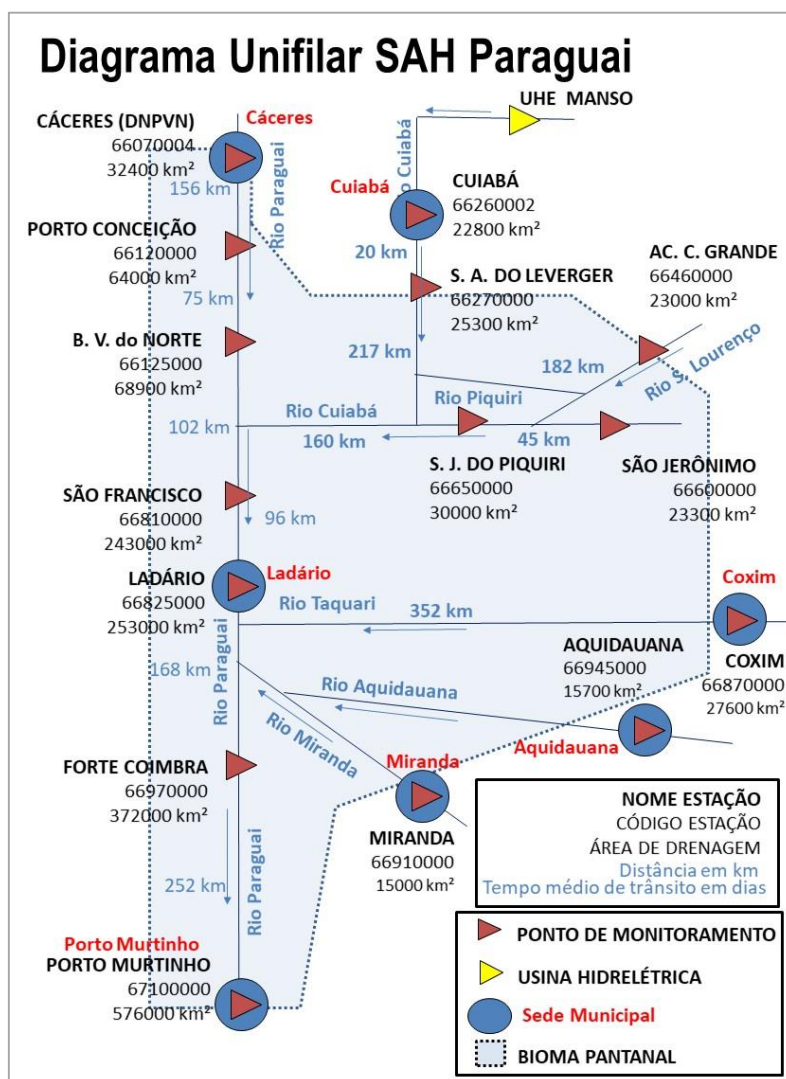 Diagrama Unifilar SAH Paraguai
UHE MANSO
CÁCERES (DNPVN)
66070004
32400 km²
Cáceres
156 km
Rio Paraguai
Cuiabá
CUIABÁ
66260002
22800 km²
Rio Cuiabá
20 km
PORTO CONCEIÇÃO
66120000
64000 km²
75 km
S. A. DO LEVERGER
66270000
25300 km²
AC. C. GRANDE
66460000
23000 km²
B. V. do NORTE
66125000
68900 km²
217 km
182 km
Rio S. Lourenço
102 km
Rio Cuiabá
160 km
Rio Piquiri
45 km
S. J. DO PIQUIRI
66650000
30000 km²
SÃO JERÔNIMO
66600000
23300 km²
SÃO FRANCISCO
66810000
243000 km²
96 km
LADÁRIO
66825000
253000 km²
Ladário
Rio Taquari
352 km
Coxim
COXIM
66870000
27600 km²
168 km
Rio Paraguai
AQUIDAUANA
66945000
15700 km²
Rio Aquidauana
Aquidauana
Rio Miranda
Miranda
MIRANDA
66910000
15000 km²
FORTE COIMBRA
66970000
372000 km²
252 km
Rio Paraguai
Porto Murtinho
PORTO MURTINHO
67100000
576000 km²
NOME ESTAÇÃO
CÓDIGO ESTAÇÃO
ÁREA DE DRENAGEM
Distância em km
Tempo médio de trânsito em dias
PONTO DE MONITORAMENTO
USINA HIDRELÉTRICA
Sede Municipal
BIOMA PANTANAL